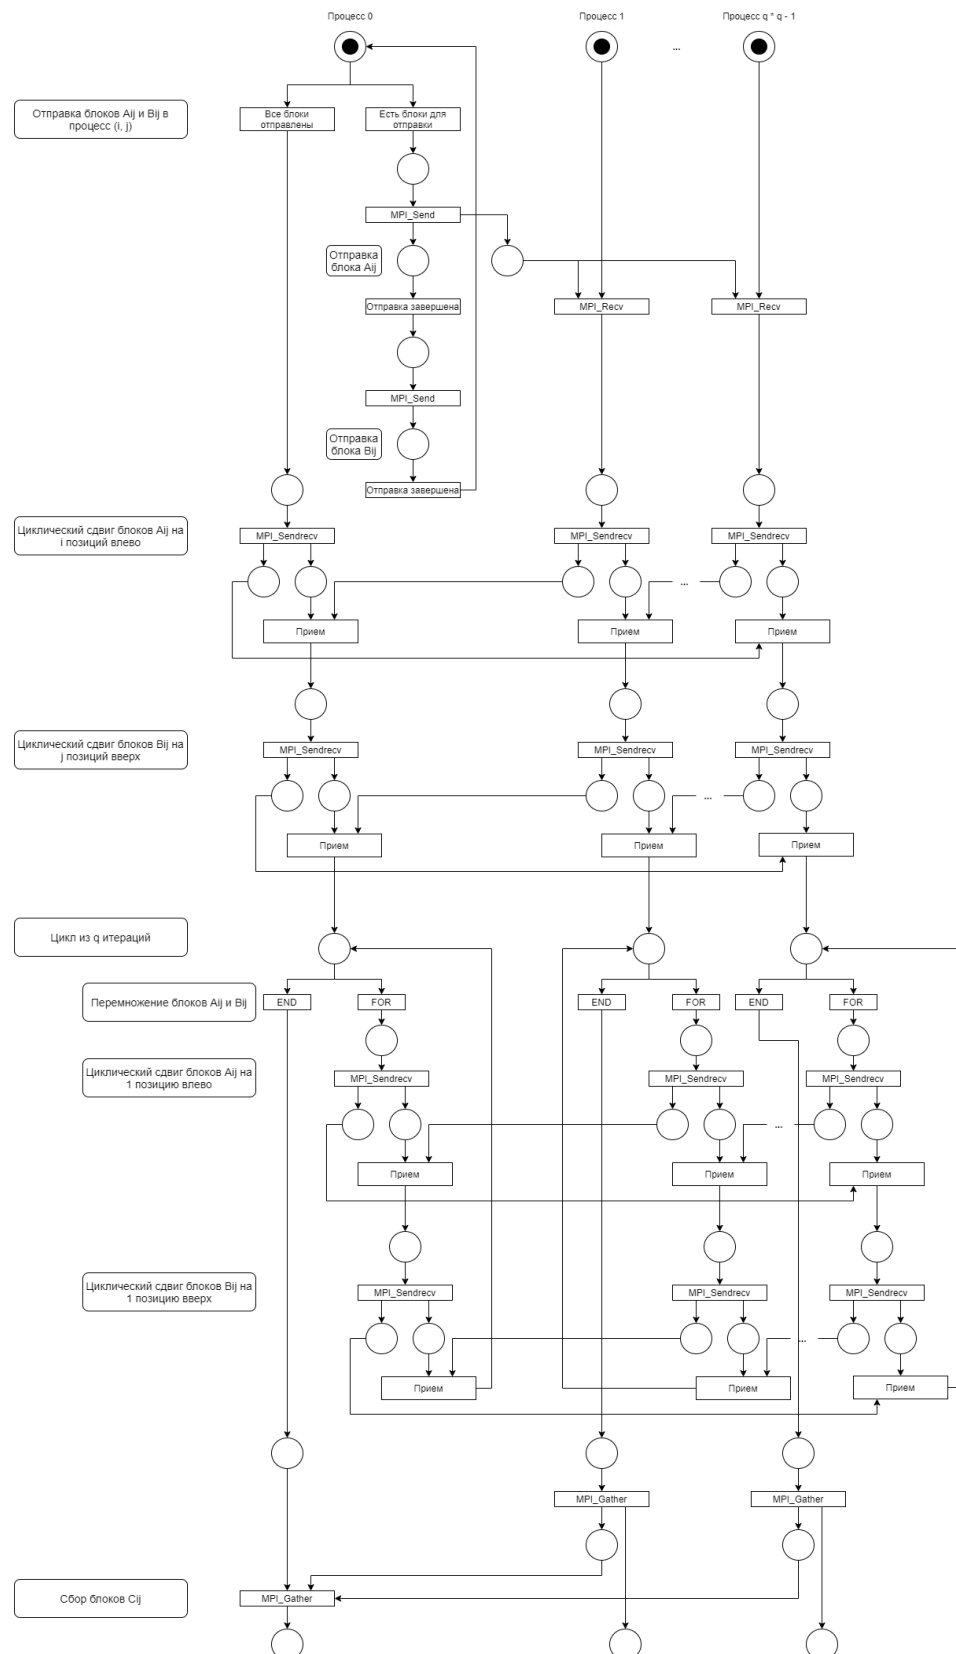 Процесс 0
Процесс 1
...
Процесс q * q - 1
Отправка блоков Aij и Bij в
процесс (i, j)
Все блоки
отправлены
Есть блоки для
отправки
MPI_Send
Отправка
блока Aij
Отправка завершена
MPI_Recv
MPI_Recv
MPI_Send
Отправка
блока Bij
Отправка завершена
Циклический сдвиг блоков Aij на
i позиций влево
MPI_Sendrecv
MPI_Sendrecv
MPI_Sendrecv
...
Прием
Прием
Прием
Циклический сдвиг блоков Bij на
j позиций вверх
MPI_Sendrecv
MPI_Sendrecv
MPI_Sendrecv
...
Прием
Прием
Прием
Цикл из q итераций
Перемножение блоков Aij и Bij
END
FOR
END
FOR
END
FOR
Циклический сдвиг блоков Aij на
1 позицию влево
MPI_Sendrecv
MPI_Sendrecv
MPI_Sendrecv
...
Прием
Прием
Прием
Циклический сдвиг блоков Bij на
1 позицию вверх
MPI_Sendrecv
MPI_Sendrecv
MPI_Sendrecv
...
Прием
Прием
Прием
MPI_Gather
MPI_Gather
Сбор блоков Cij
MPI_Gather